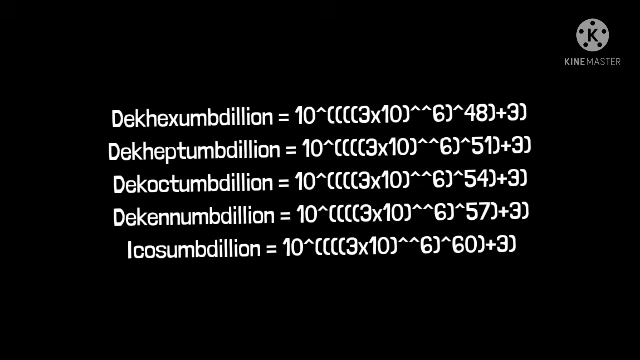 K
KINEMASTER
Dekhexumbdillion = 10^((((3x10)^^6)^48)+3)
Dekheptumbdillion = 10^((((3x10)^^6)^51)+3)
Dekoctumbdillion = 10^((((3x10)^^6)^54)+3)
Dekennumbdillion = 10^((((3x10)^^6)^57)+3)
Icosumbdillion = 10^((((3x10)^^6)^60)+3)